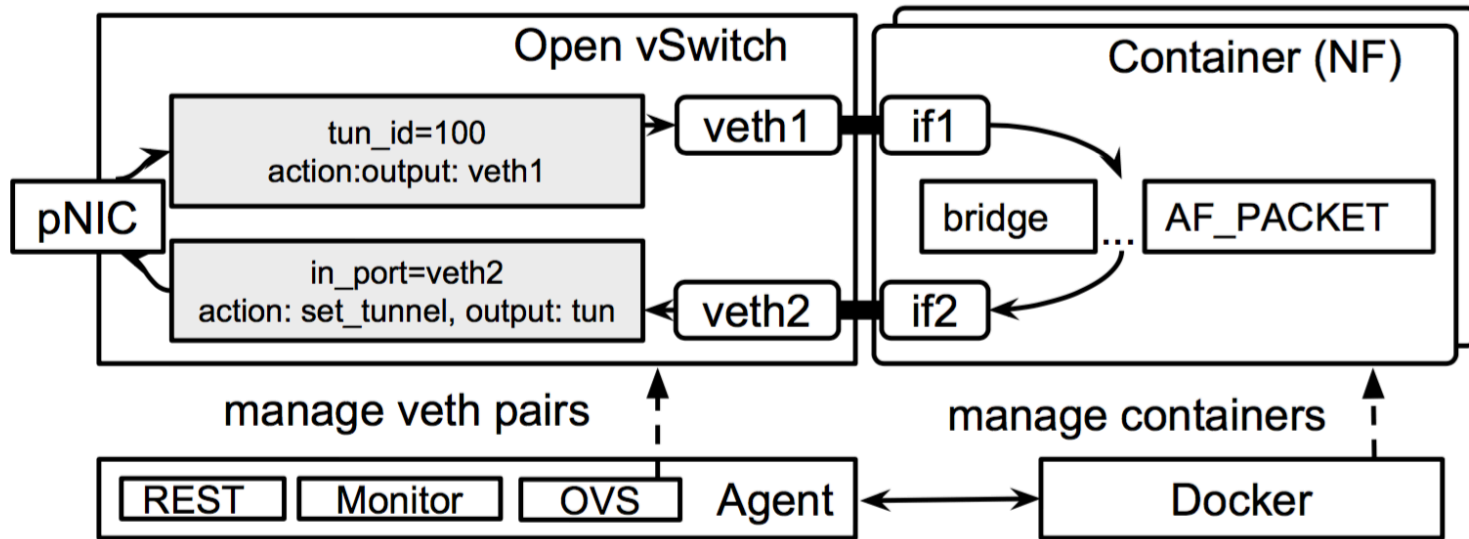 Open vSwitch
Container (NF)
tun_id=100
action:output: veth1
veth1
if1
pNIC
bridge
...
AF_PACKET
in_port=veth2
action: set_tunnel, output: tun
veth2
if2
manage veth pairs
manage containers
REST
Monitor
OVS
Agent
Docker